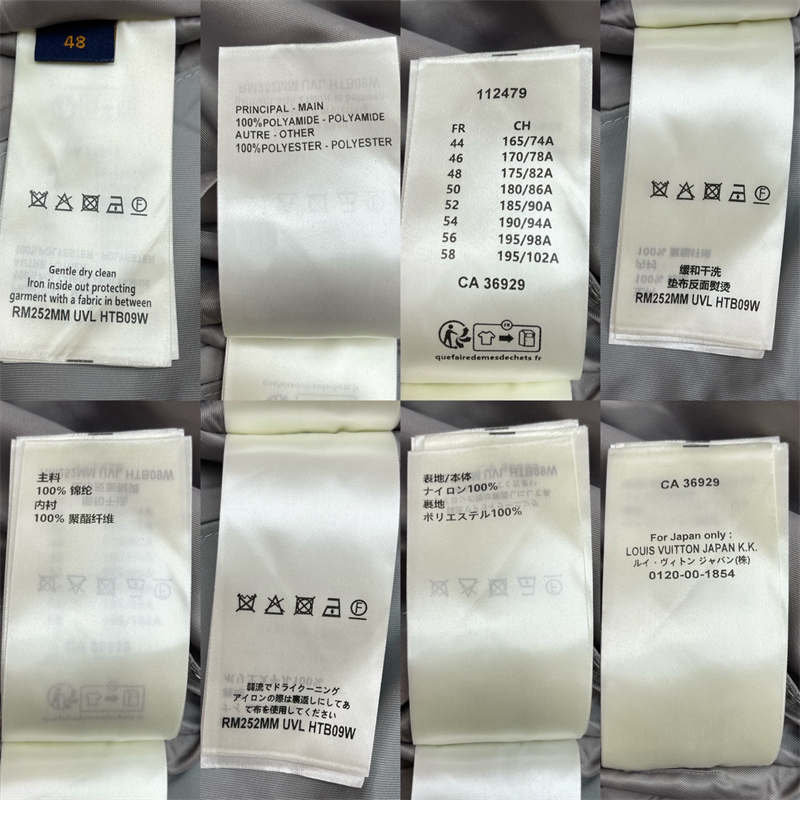 48
Gentle dry clean
Iron inside out protecting
garment with a fabric in between
RM252MM UVL HTB09W
PRINCIPAL - MAIN
100%POLYAMIDE - POLYAMIDE
AUTRE - OTHER
100%POLYESTER - POLYESTER
112479
FR CH
44 165/74A
46 170/78A
48 175/82A
50 180/86A
52 185/90A
54 190/94A
56 195/98A
58 195/102A
CA 36929
FR
quefairedemesdechets.fr
缓和干洗
垫布反面熨烫
RM252MM UVL HTB09W
主料
100% 锦纶
内衬
100% 聚酯纤维
弱流でドライクーニング
アイロンの際は裏返しにしてあ
て布を使用してください
RM252MM UVL HTB09W
表地/本体
ナイロン100%
裏地
ポリエステル100%
CA 36929
For Japan only :
LOUIS VUITTON JAPAN K.K.
ルイ・ヴィトン ジャパン(株)
0120-00-1854